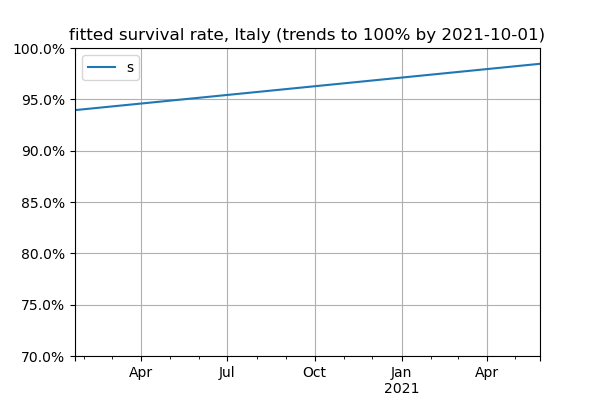 fitted survival rate, Italy (trends to 100% by 2021-10-01)
100.0%
s
95.0%
90.0%
85.0%
80.0%
75.0%
70.0%
Apr Jul Oct Jan Apr
2021